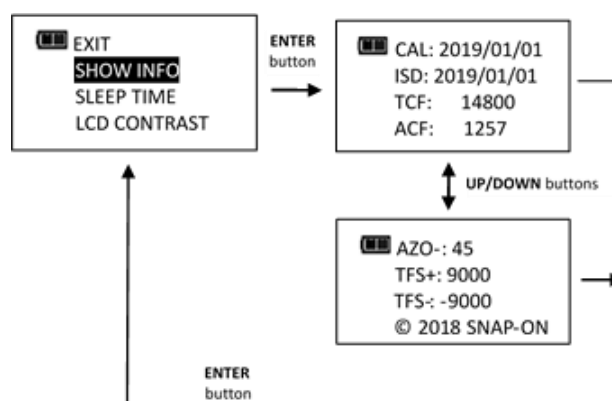 EXIT
SHOW INFO
SLEEP TIME
LCD CONTRAST
ENTER
button
CAL: 2019/01/01
ISD: 2019/01/01
TCF: 14800
ACF: 1257
UP/DOWN buttons
AZO-: 45
TFS+: 9000
TFS-: -9000
© 2018 SNAP-ON
ENTER
button